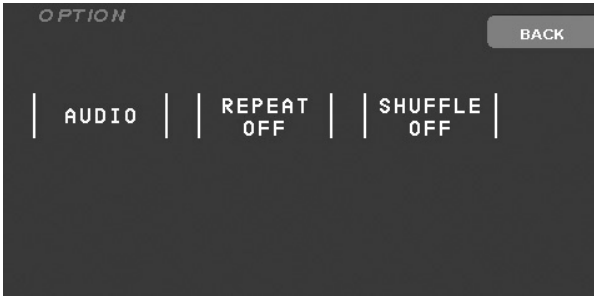 OPTION
BACK
AUDIO
REPEAT
OFF
SHUFFLE
OFF